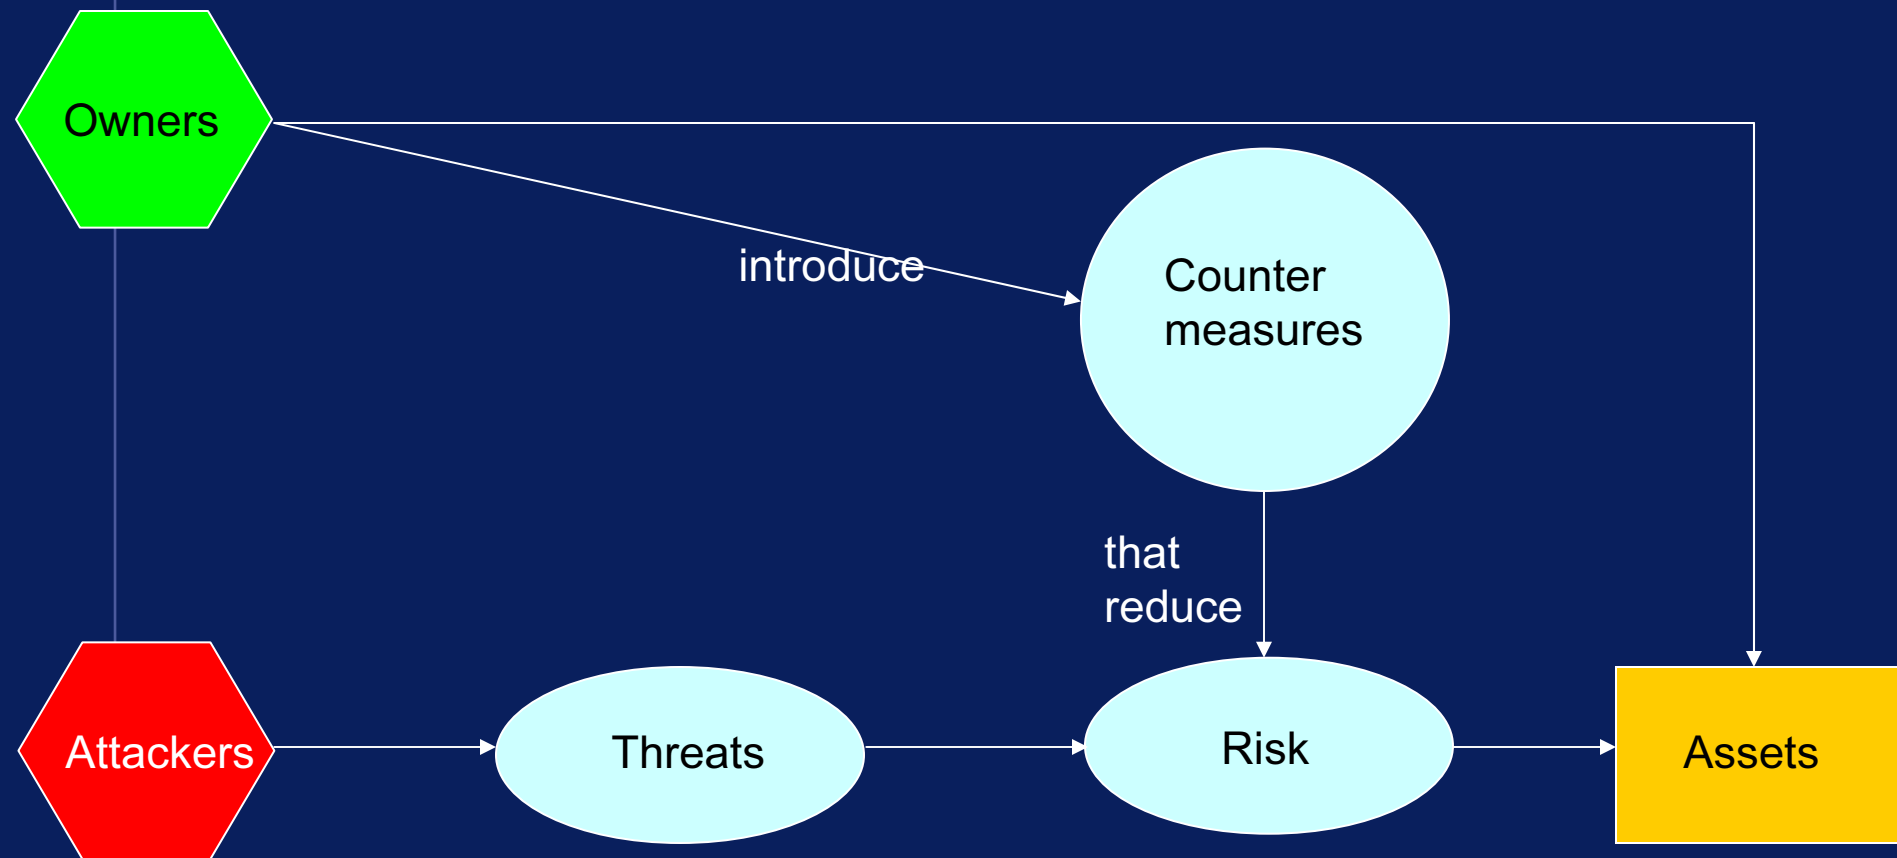 Owners
introduce
Counter
measures
that
reduce
Attackers
Threats
Risk
Assets